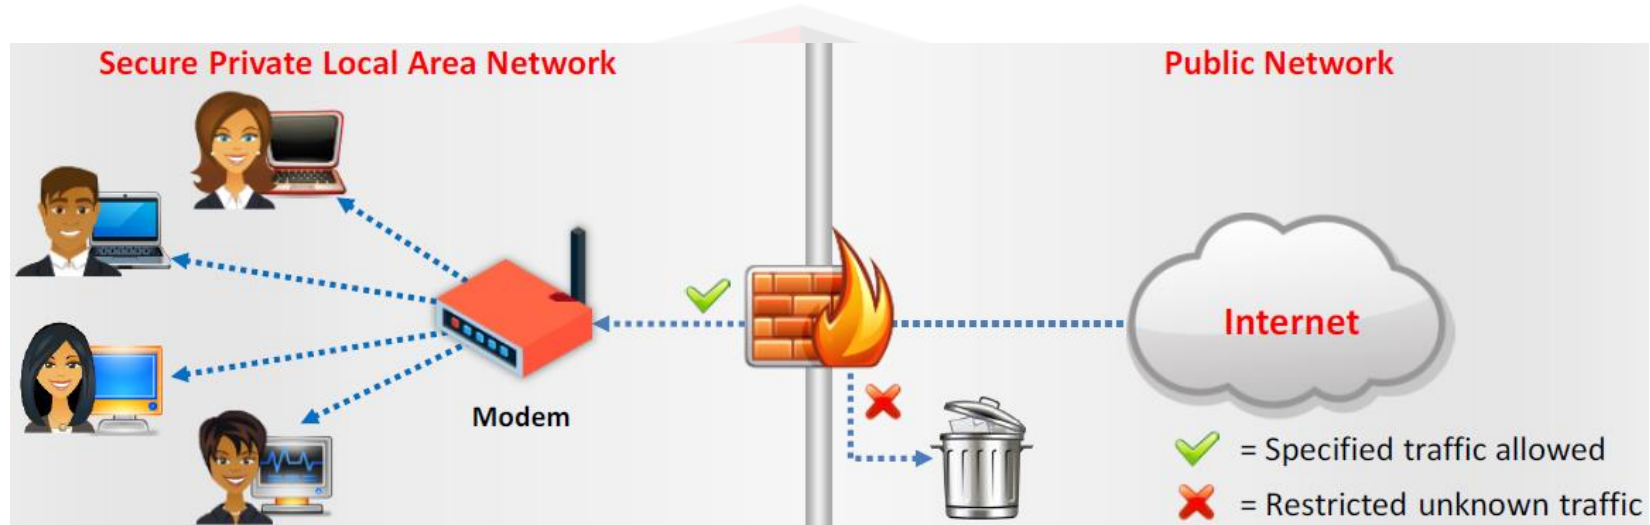 Secure Private Local Area Network
Public Network
Internet
Modem
= Specified traffic allowed
= Restricted unknown traffic